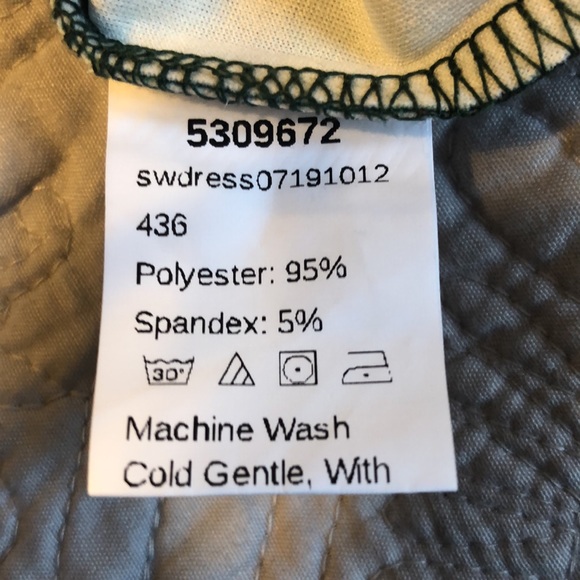 5309672
swdress07191012
436
Polyester: 95%
Spandex: 5%
30°
Machine Wash
Cold Gentle, With